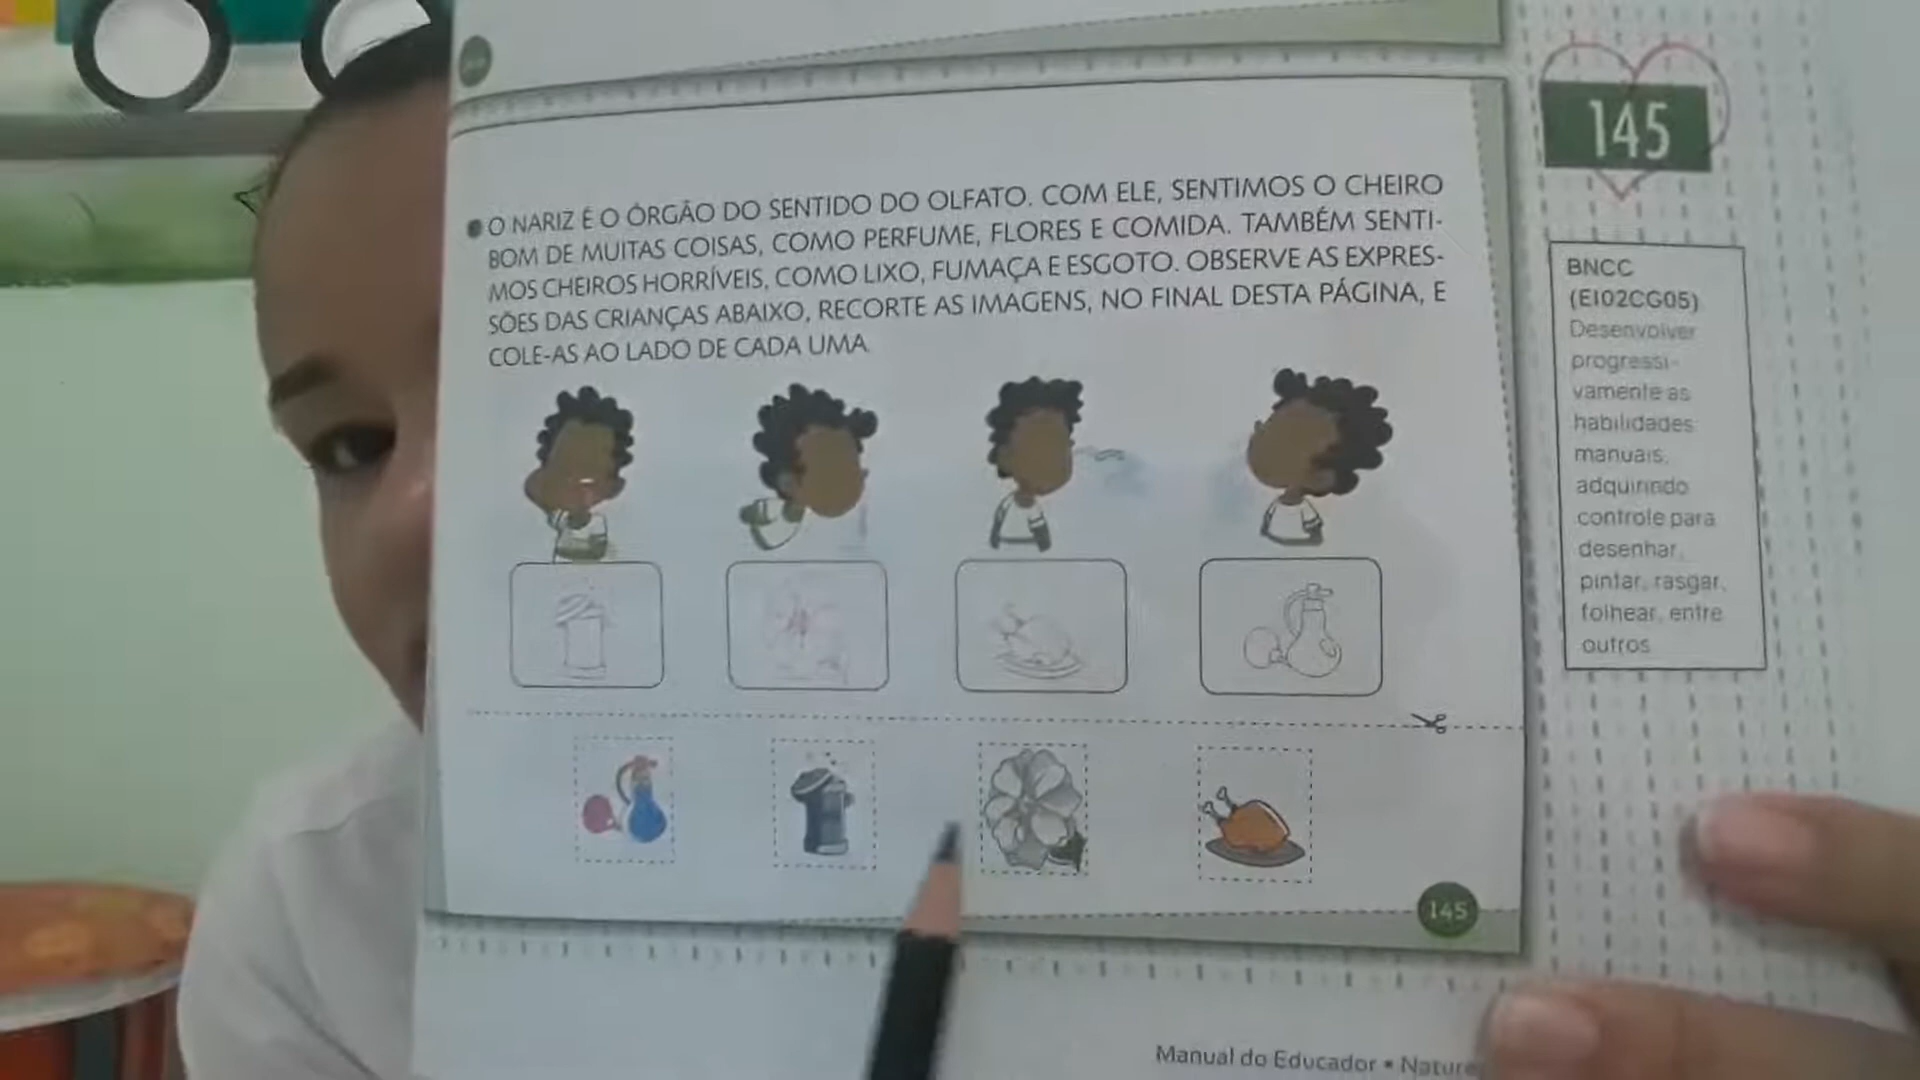 145
O NARIZ É O ÓRGÃO DO SENTIDO DO OLFATO. COM ELE, SENTIMOS O CHEIRO
BOM DE MUITAS COISAS, COMO PERFUME, FLORES E COMIDA. TAMBÉM SENTI-
MOS CHEIROS HORRÍVEIS, COMO LIXO, FUMAÇA E ESGOTO. OBSERVE AS EXPRES-
SÕES DAS CRIANÇAS ABAIXO, RECORTE AS IMAGENS, NO FINAL DESTA PÁGINA, E
COLE-AS AO LADO DE CADA UMA.
BNCC
(EI02CG05)
Desenvolver
progressi-
vamente as
habilidades
manuais,
adquirindo
controle para
desenhar,
pintar, rasgar,
folhear, entre
outros
145
Manual do Educador • Nature